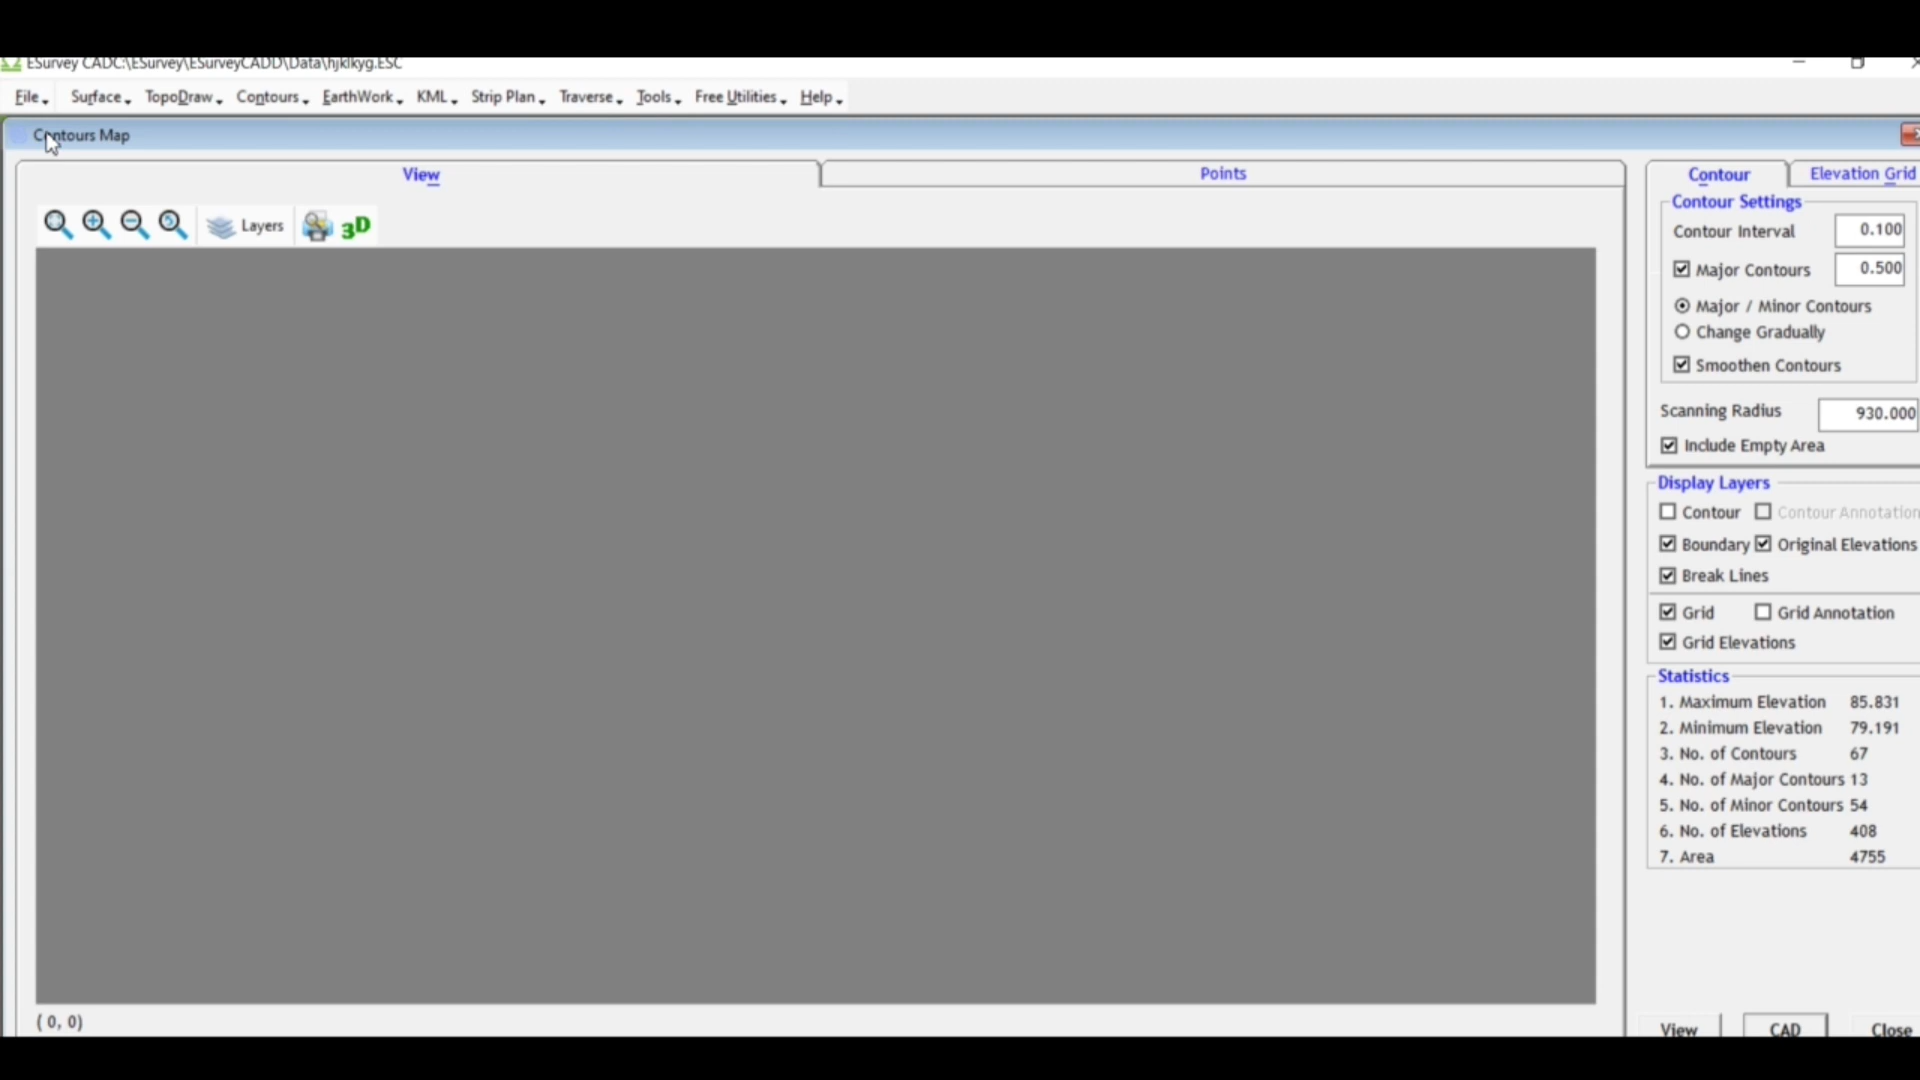 ESurvey CADC:\ESurvey\ESurveyCADD\Data\hjklkyg.ESC
File Surface TopoDraw Contours EarthWork KML Strip Plan Traverse Tools Free Utilities Help
Contours Map
View Points
Layers 3D
(0, 0)
Contour Elevation Grid
Contour Settings
Contour Interval 0.100
Major Contours 0.500
Major / Minor Contours
Change Gradually
Smoothen Contours
Scanning Radius 930.000
Include Empty Area
Display Layers
Contour Contour Annotation
Boundary Original Elevations
Break Lines
Grid Grid Annotation
Grid Elevations
Statistics
1. Maximum Elevation 85.831
2. Minimum Elevation 79.191
3. No. of Contours 67
4. No. of Major Contours 13
5. No. of Minor Contours 54
6. No. of Elevations 408
7. Area 4755
View CAD Close